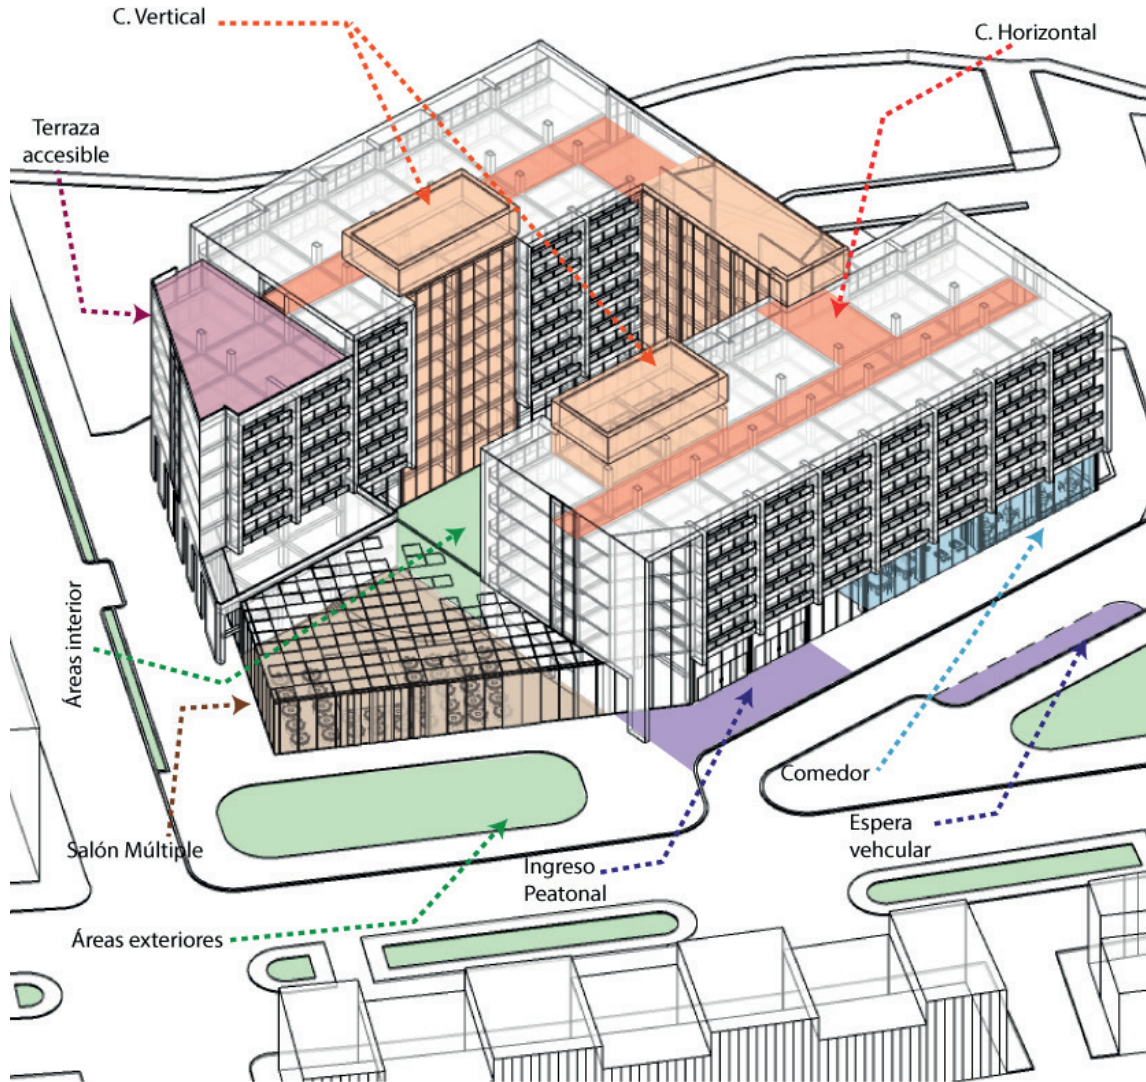 C. Vertical
C. Horizontal
Terraza
accesible
Áreas interior
Comedor
Espera
vehcular
Salón Múltiple
Ingreso
Peatonal
Áreas exteriores